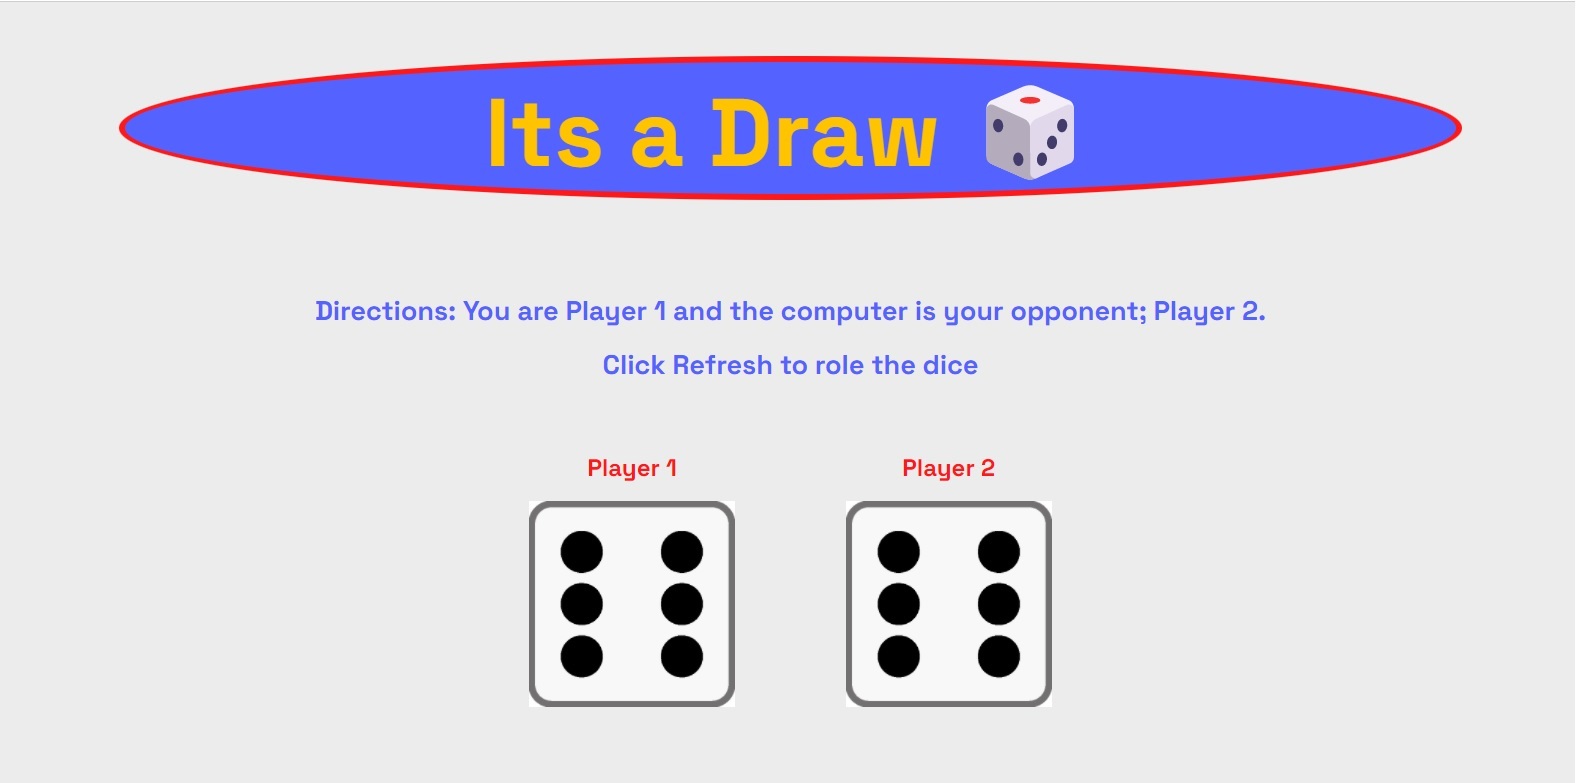 Its a Draw
Directions: You are Player 1 and the computer is your opponent; Player 2.
Click Refresh to role the dice
Player 1
Player 2